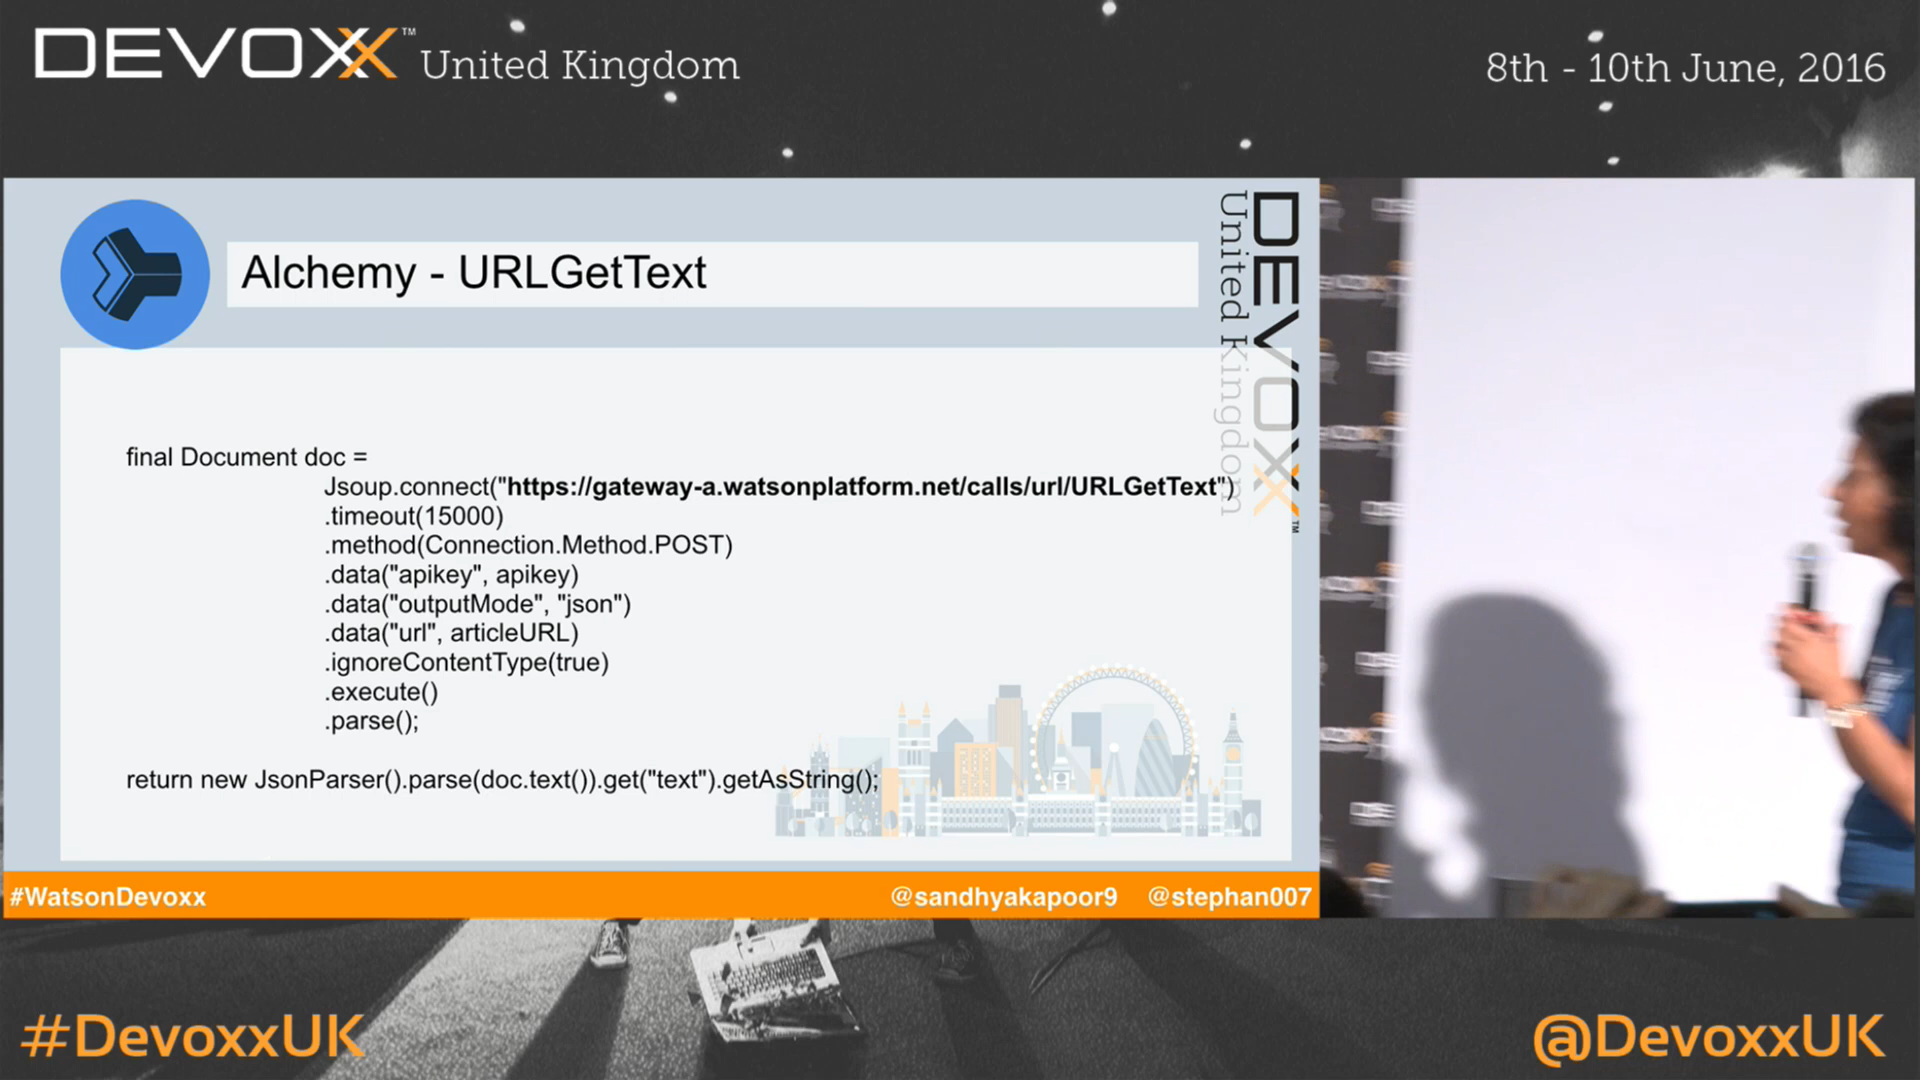 DEVOXX™ United Kingdom
8th - 10th June, 2016
Alchemy - URLGetText
DEVOXX™
United Kingdom
final Document doc =
Jsoup.connect("https://gateway-a.watsonplatform.net/calls/url/URLGetText")
.timeout(15000)
.method(Connection.Method.POST)
.data("apikey", apikey)
.data("outputMode", "json")
.data("url", articleURL)
.ignoreContentType(true)
.execute()
.parse();
return new JsonParser().parse(doc.text()).get("text").getAsString();
#WatsonDevoxx
@sandhyakapoor9
@stephan007
#DevoxxUK
@DevoxxUK